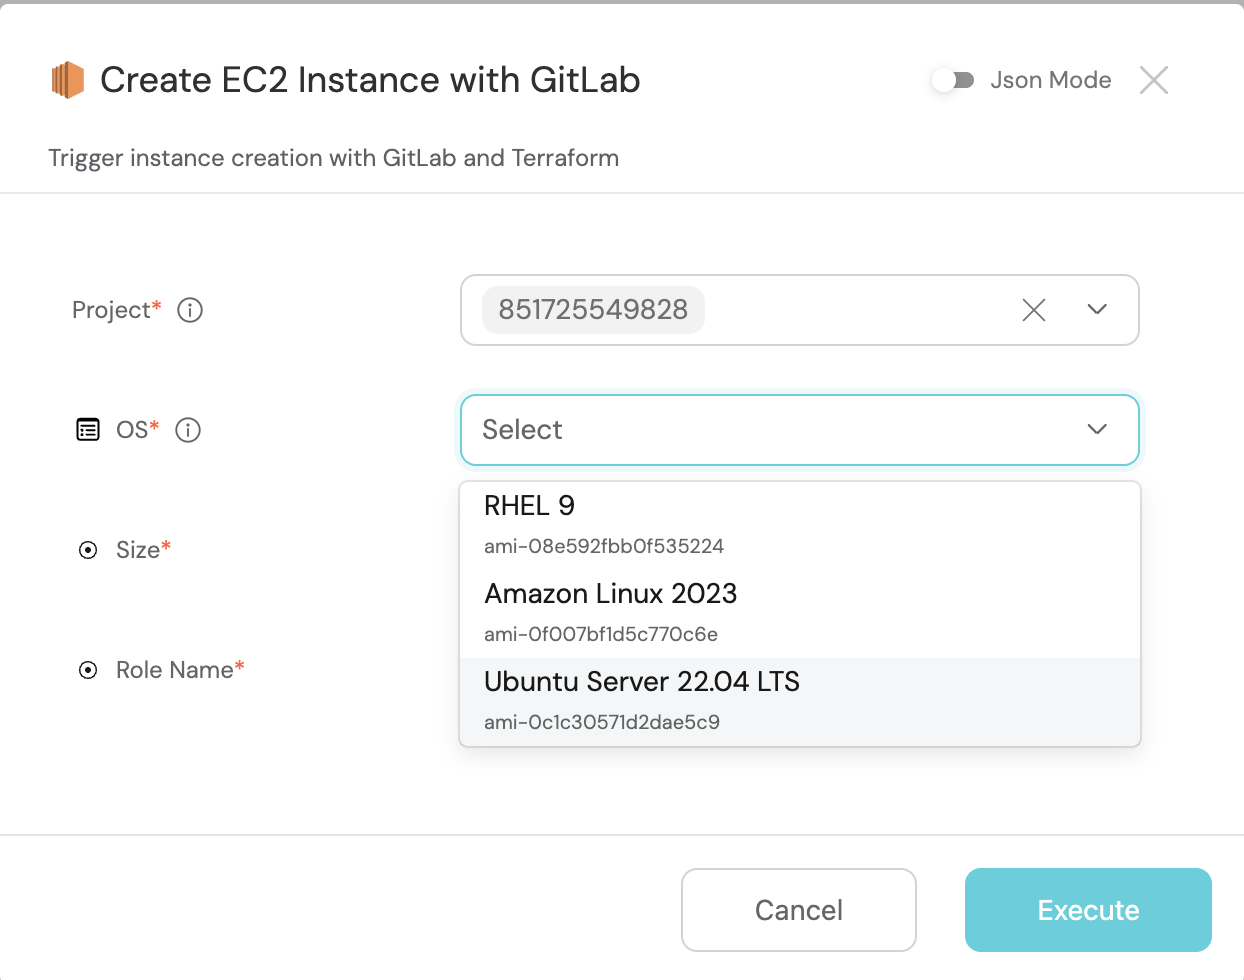 Create EC2 Instance with GitLab
Json Mode
Trigger instance creation with GitLab and Terraform
Project*
851725549828
OS*
Select
RHEL 9
ami-08e592fbb0f535224
Size*
Amazon Linux 2023
ami-0f007bf1d5c770c6e
Role Name*
Ubuntu Server 22.04 LTS
ami-0c1c30571d2dae5c9
Cancel
Execute